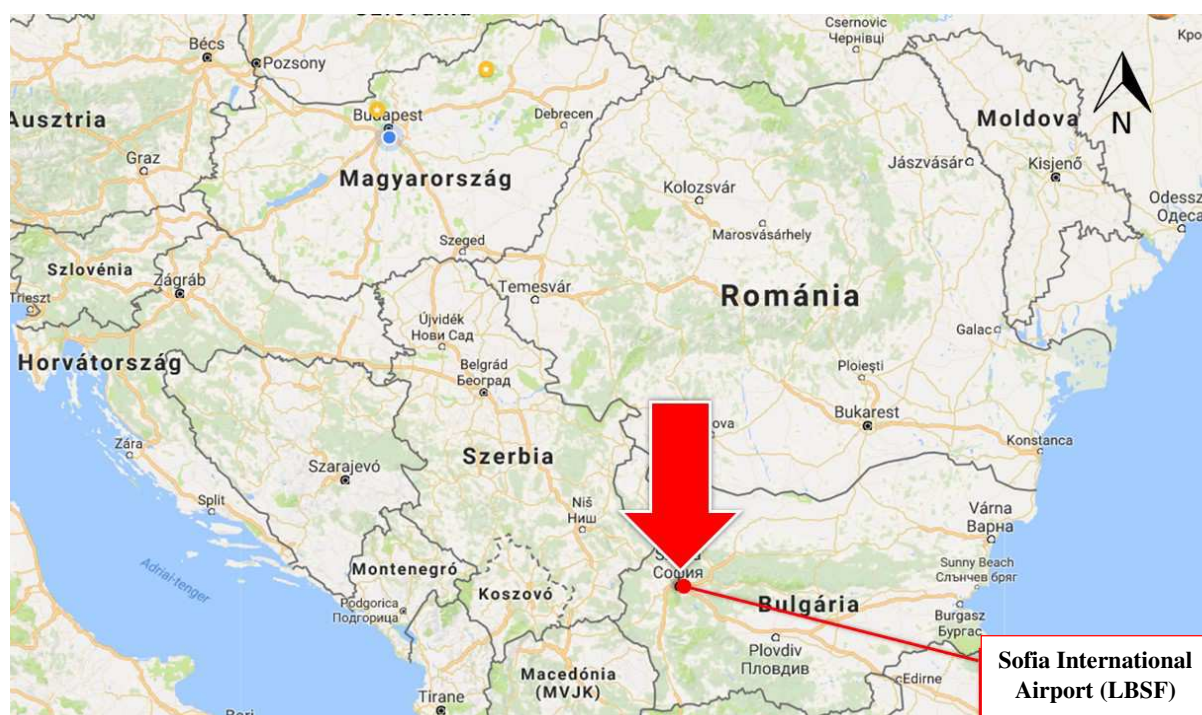 Csernovic
Чернівці
Bécs
Pozsony
Budapest
Debrecen
Ausztria
Moldova
N
Graz
Jászvásár
Kisjenő
Magyarország
Kolozsvár
Odessz
Одеса
Marosvásárhely
Szeged
Szlovénia
Zágráb
Temesvár
Románia
Trieszt
Újvidék
Нови Сад
Galac
Horvátország
Belgrád
Београд
Ploiești
Bukarest
ova
Zára
Szarajevó
Szerbia
Konstanca
Split
Niš
Ниш
Várna
Варна
Adriai-tenger
Montenegró
София
Sunny Beach
Слънчев бряг
Koszovó
Bulgária
Podgorica
Подгорица
Burgasz
Бургас
Plovdiv
Пловдив
Macedónia
(MVJK)
Edirne
Tirane
Sofia International
Airport (LBSF)